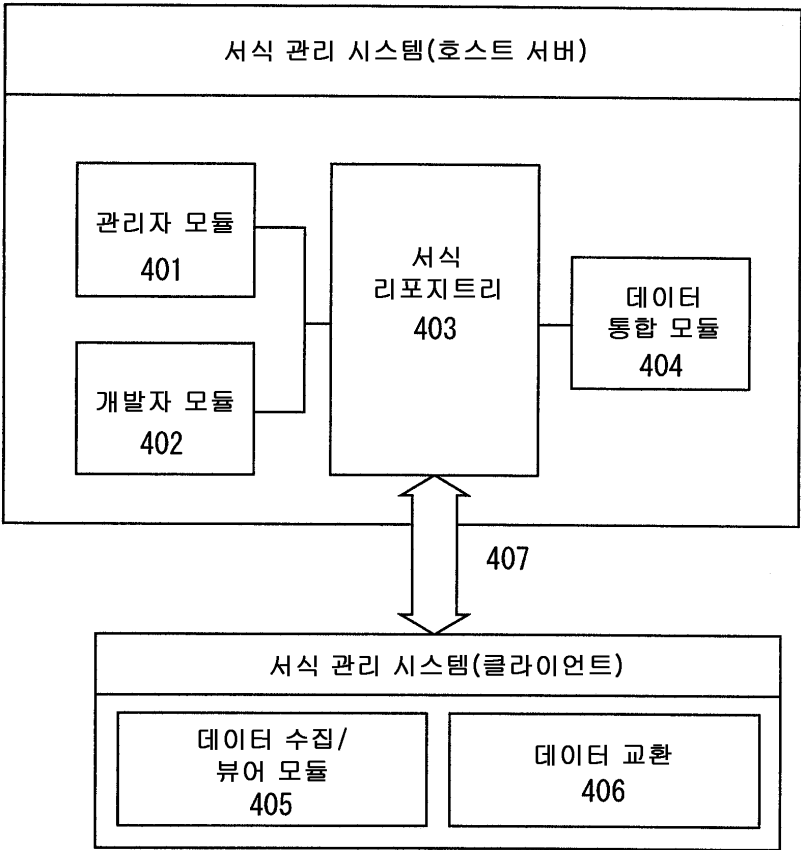 서식 관리 시스템(호스트 서버)
관리자 모듈
401
개발자 모듈
402
서식
리포지트리
403
데이터
통합 모듈
404
407
서식 관리 시스템(클라이언트)
데이터 수집/
뷰어 모듈
405
데이터 교환
406